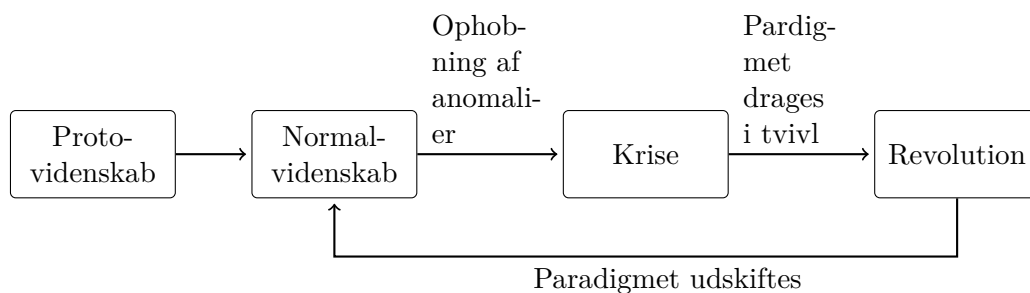 Proto-
videnskab
Normal-
videnskab
Ophob-
ning af
anomali-
er
Krise
Pardig-
met
drages
i tvivl
Revolution
Paradigmet udskiftes